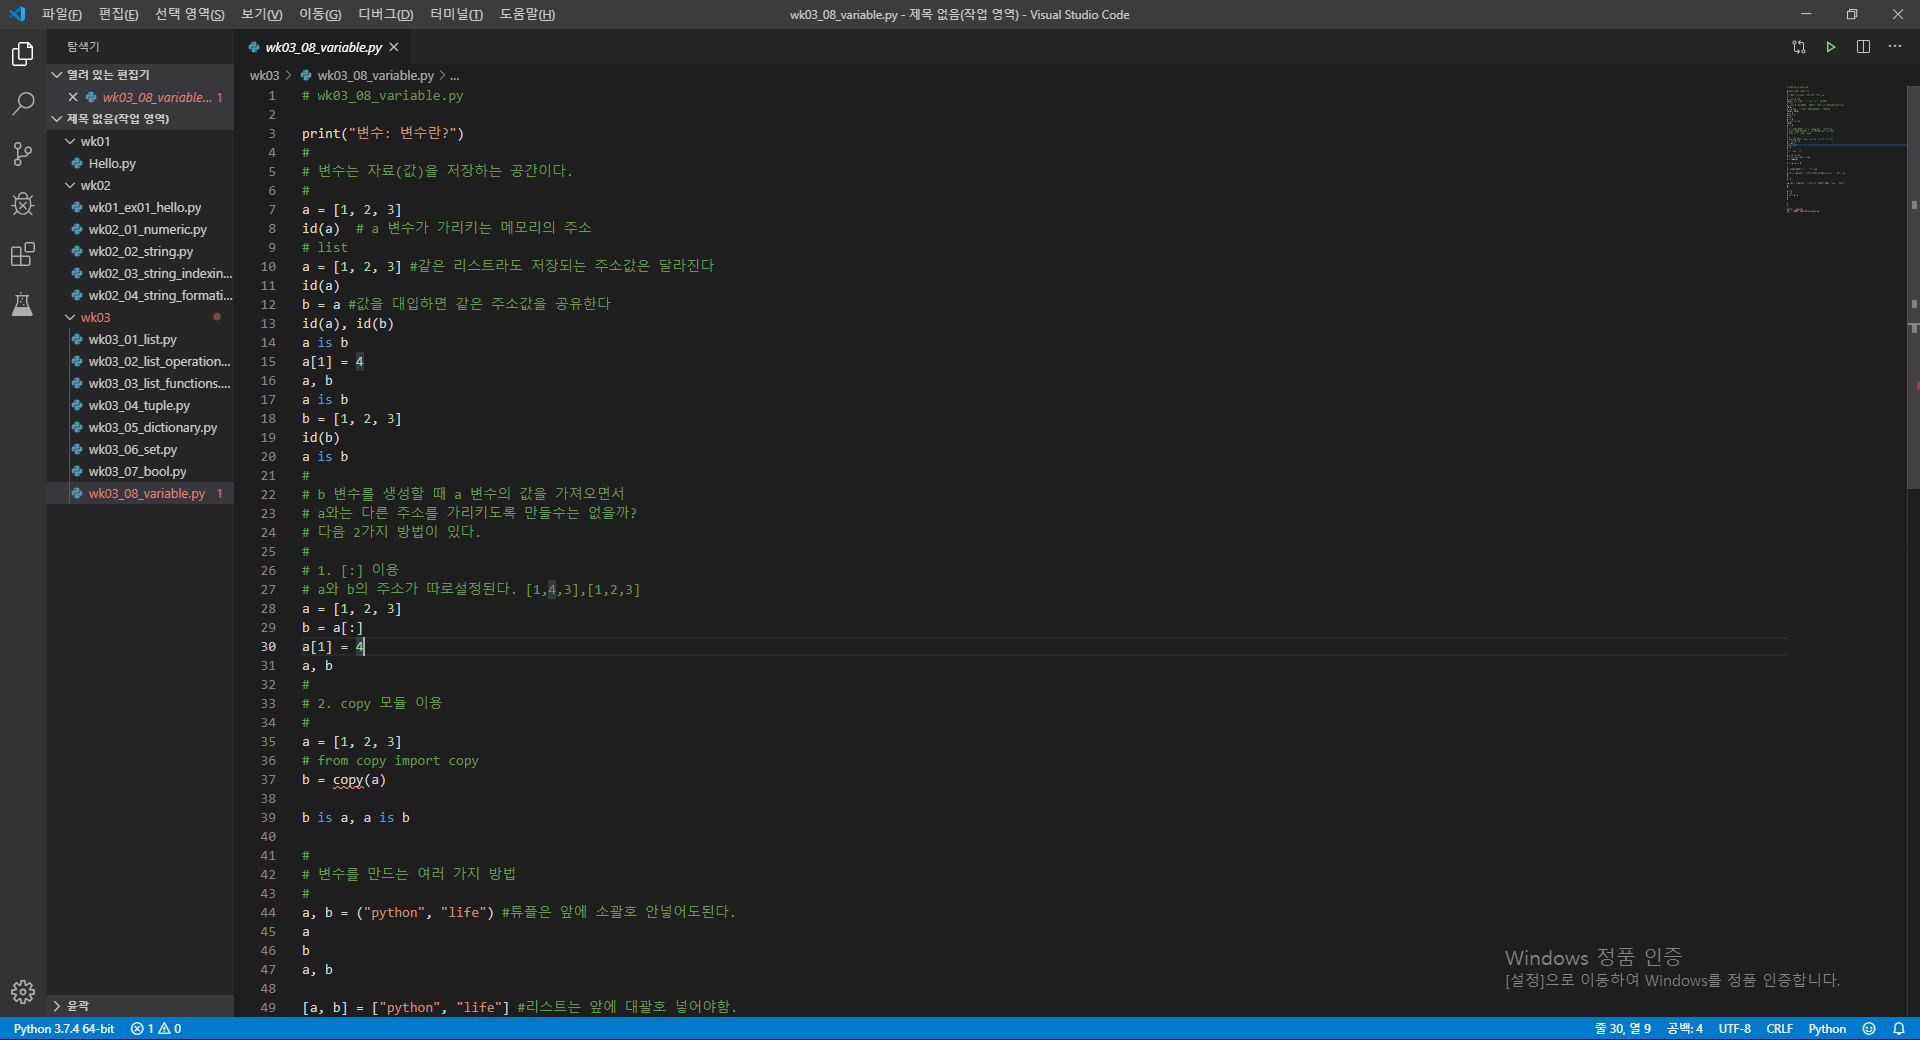 파일(F) 편집(E) 선택 영역(S) 보기(V) 이동(G) 디버그(D) 터미널(T) 도움말(H)
wk03_08_variable.py - 제목 없음(작업 영역) - Visual Studio Code
탐색기
열려 있는 편집기
wk03_08_variable... 1
제목 없음(작업 영역)
wk01
Hello.py
wk02
wk01_ex01_hello.py
wk02_01_numeric.py
wk02_02_string.py
wk02_03_string_indexin...
wk02_04_string_formati...
wk03
wk03_01_list.py
wk03_02_list_operation...
wk03_03_list_functions....
wk03_04_tuple.py
wk03_05_dictionary.py
wk03_06_set.py
wk03_07_bool.py
wk03_08_variable.py 1
윤곽
wk03_08_variable.py
wk03 > wk03_08_variable.py > ...
1 # wk03_08_variable.py
2
3 print("변수: 변수란?")
4 #
5 # 변수는 자료(값)을 저장하는 공간이다.
6 #
7 a = [1, 2, 3]
8 id(a)  # a 변수가 가리키는 메모리의 주소
9 # list
10 a = [1, 2, 3] #같은 리스트라도 저장되는 주소값은 달라진다
11 id(a)
12 b = a #값을 대입하면 같은 주소값을 공유한다
13 id(a), id(b)
14 a is b
15 a[1] = 4
16 a, b
17 a is b
18 b = [1, 2, 3]
19 id(b)
20 a is b
21 #
22 # b 변수를 생성할 때 a 변수의 값을 가져오면서
23 # a와는 다른 주소를 가리키도록 만들수는 없을까?
24 # 다음 2가지 방법이 있다.
25 #
26 # 1. [:] 이용
27 # a와 b의 주소가 따로설정된다. [1,4,3],[1,2,3]
28 a = [1, 2, 3]
29 b = a[:]
30 a[1] = 4
31 a, b
32 #
33 # 2. copy 모듈 이용
34 #
35 a = [1, 2, 3]
36 # from copy import copy
37 b = copy(a)
38
39 b is a, a is b
40
41 #
42 # 변수를 만드는 여러 가지 방법
43 #
44 a, b = ("python", "life") #튜플은 앞에 소괄호 안넣어도된다.
45 a
46 b
47 a, b
48
49 [a, b] = ["python", "life"] #리스트는 앞에 대괄호 넣어야함.
Windows 정품 인증
[설정]으로 이동하여 Windows를 정품 인증합니다.
Python 3.7.4 64-bit 1 0
줄 30, 열 9 공백: 4 UTF-8 CRLF Python